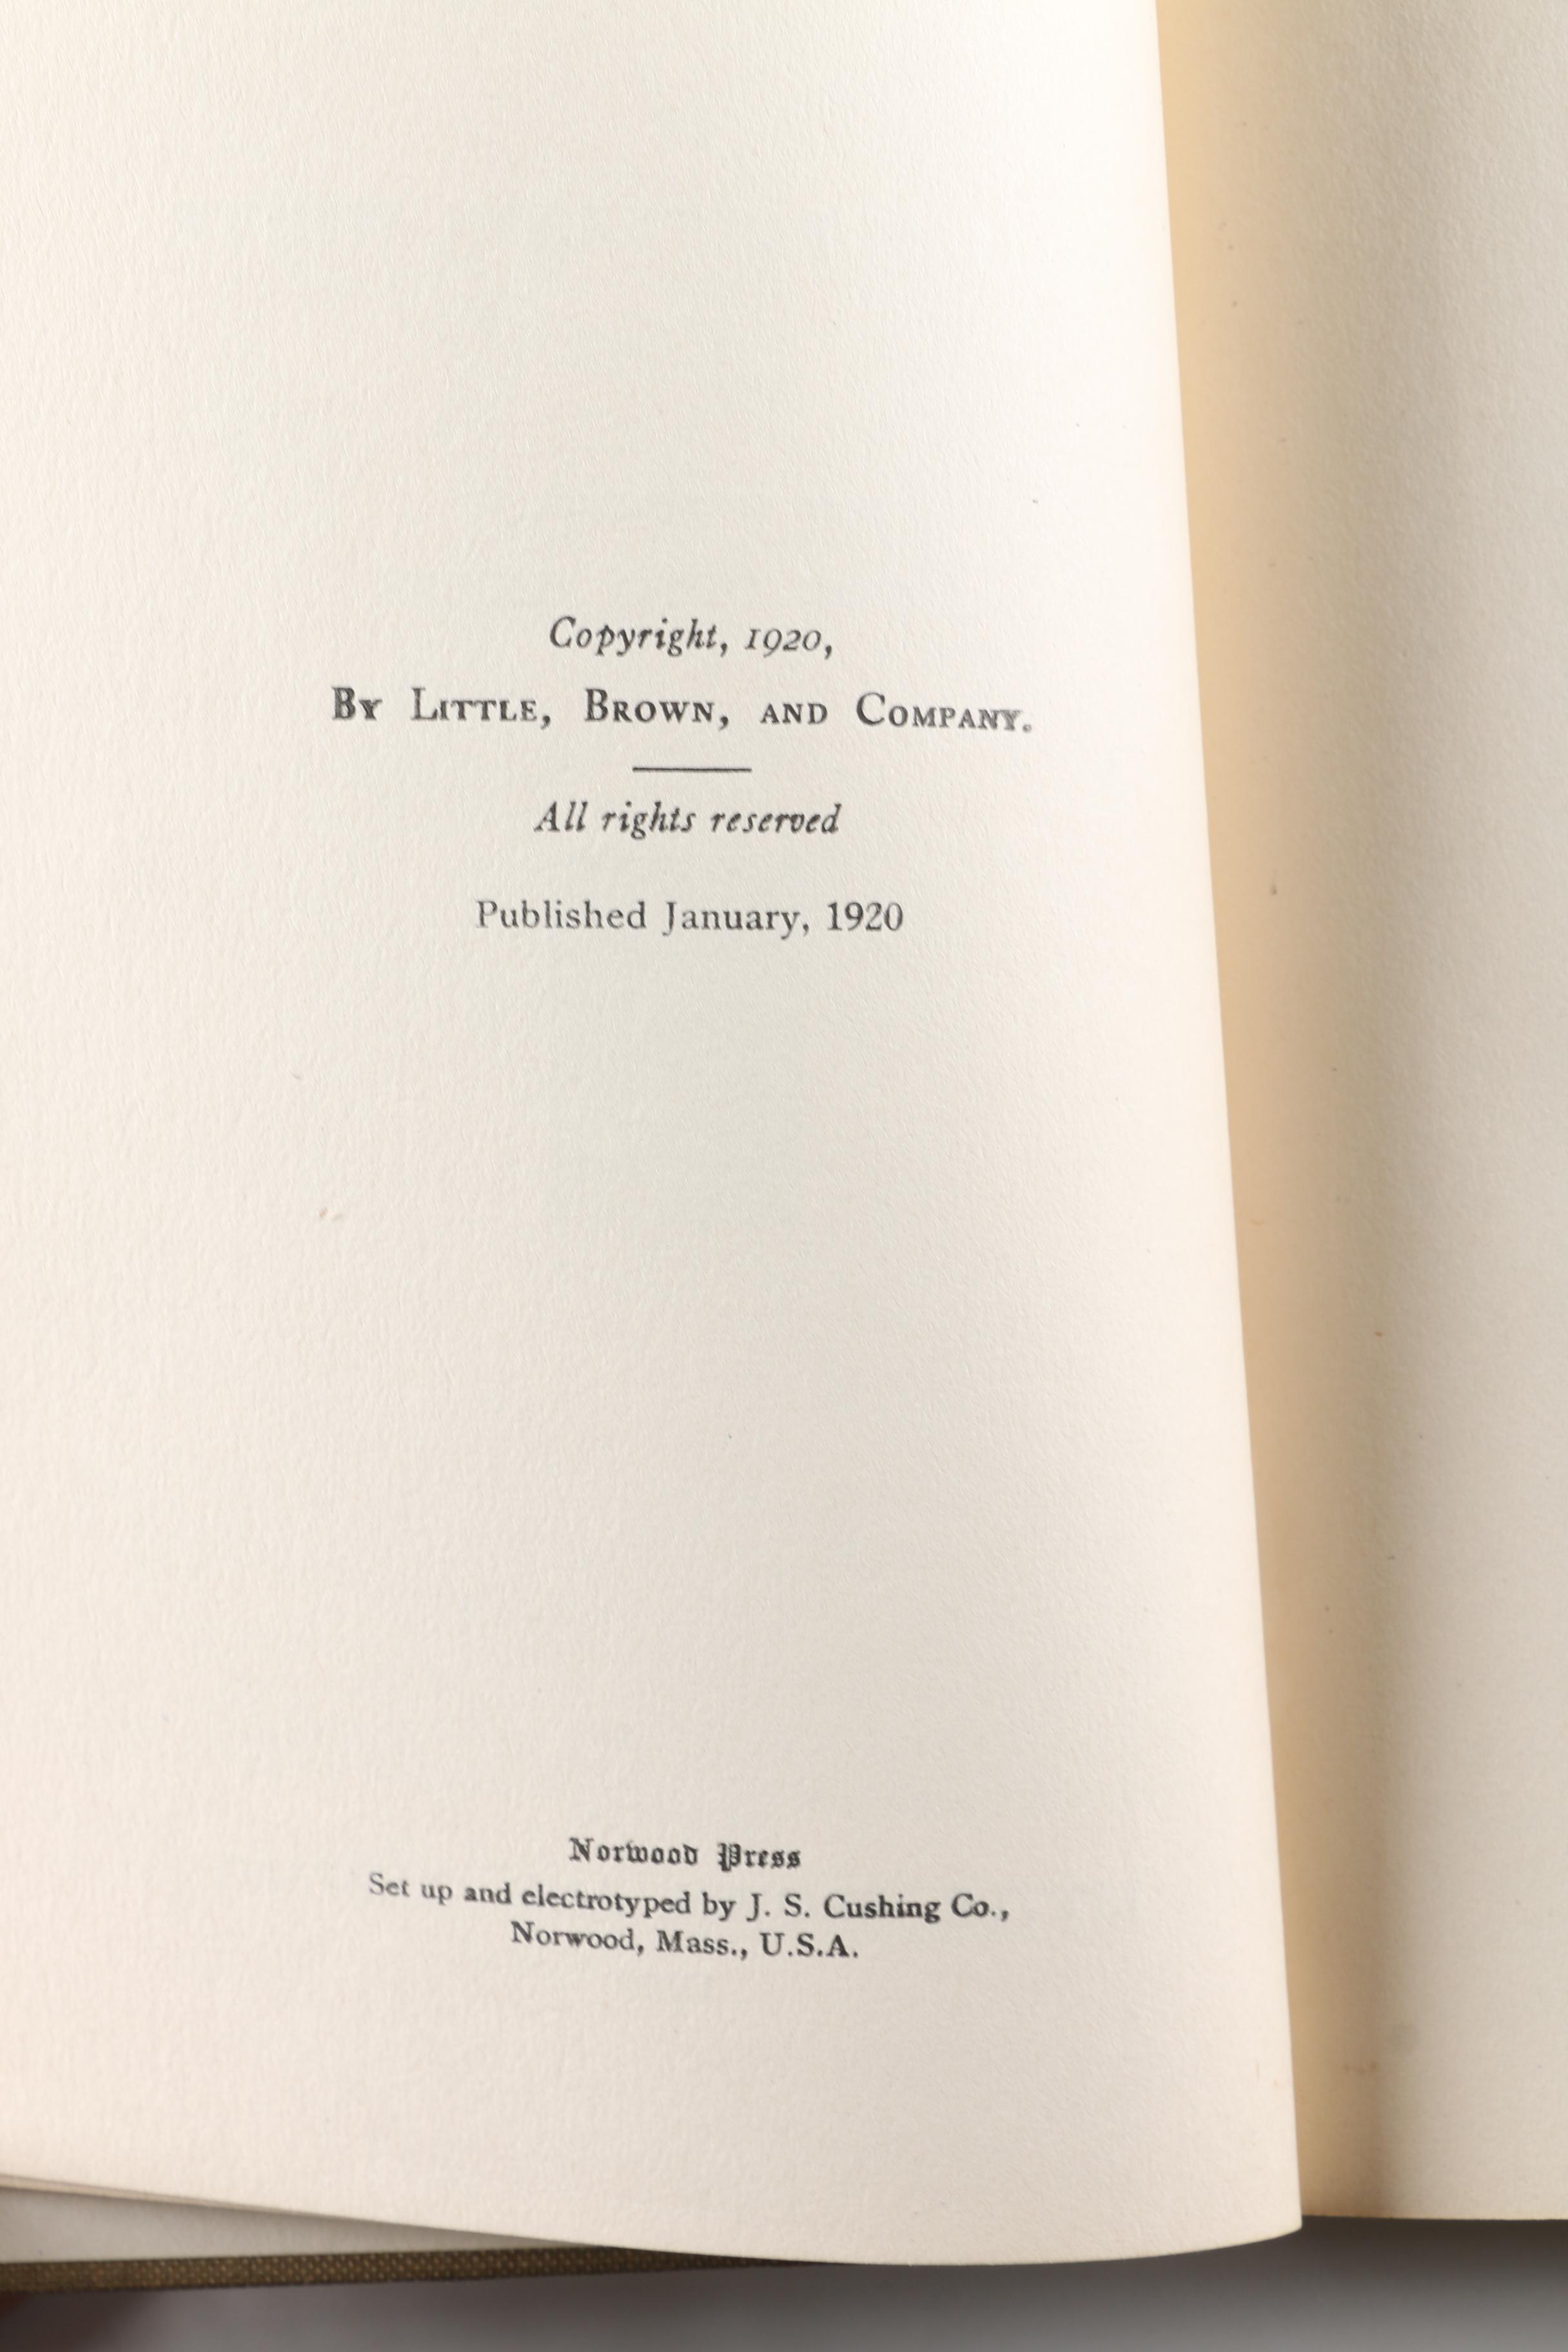 Copyright, 1920,
By Little, Brown, and Company.
All rights reserved
Published January, 1920
Norwood Press
Set up and electrotyped by J. S. Cushing Co.,
Norwood, Mass., U.S.A.